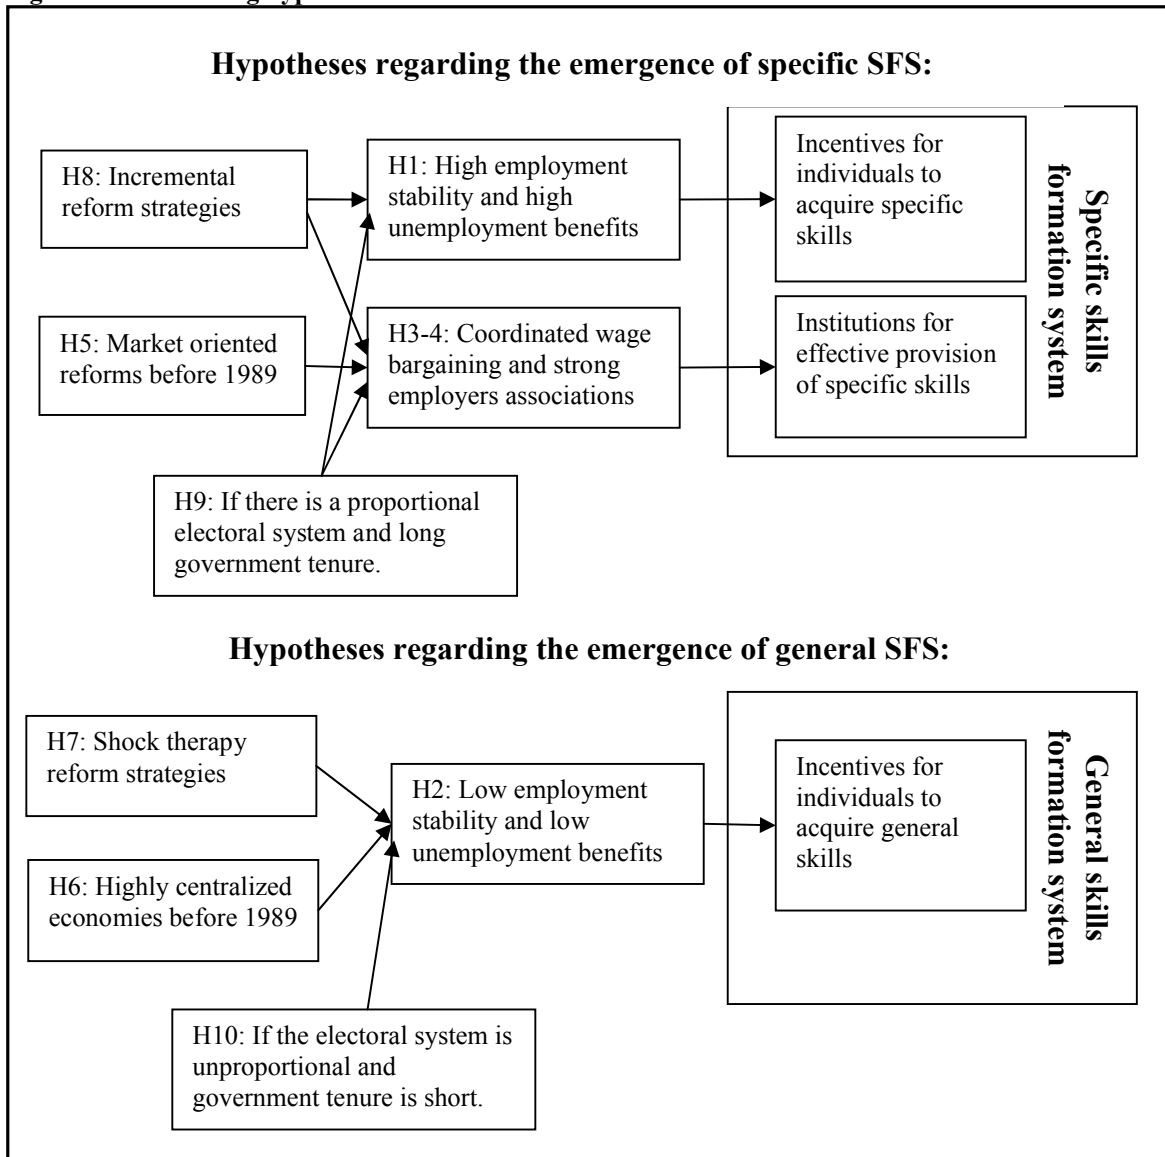 Hypotheses regarding the emergence of specific SFS:
H8: Incremental
reform strategies
H1: High employment
stability and high
unemployment benefits
Incentives for
individuals to
acquire specific
skills
H5: Market oriented
reforms before 1989
H3-4: Coordinated wage
bargaining and strong
employers associations
Institutions for
effective provision
of specific skills
Specific skills
formation system
H9: If there is a proportional
electoral system and long
government tenure.
Hypotheses regarding the emergence of general SFS:
H7: Shock therapy
reform strategies
H2: Low employment
stability and low
unemployment benefits
Incentives for
individuals to
acquire general
skills
General skills
formation system
H6: Highly centralized
economies before 1989
H10: If the electoral system is
unproportional and
government tenure is short.